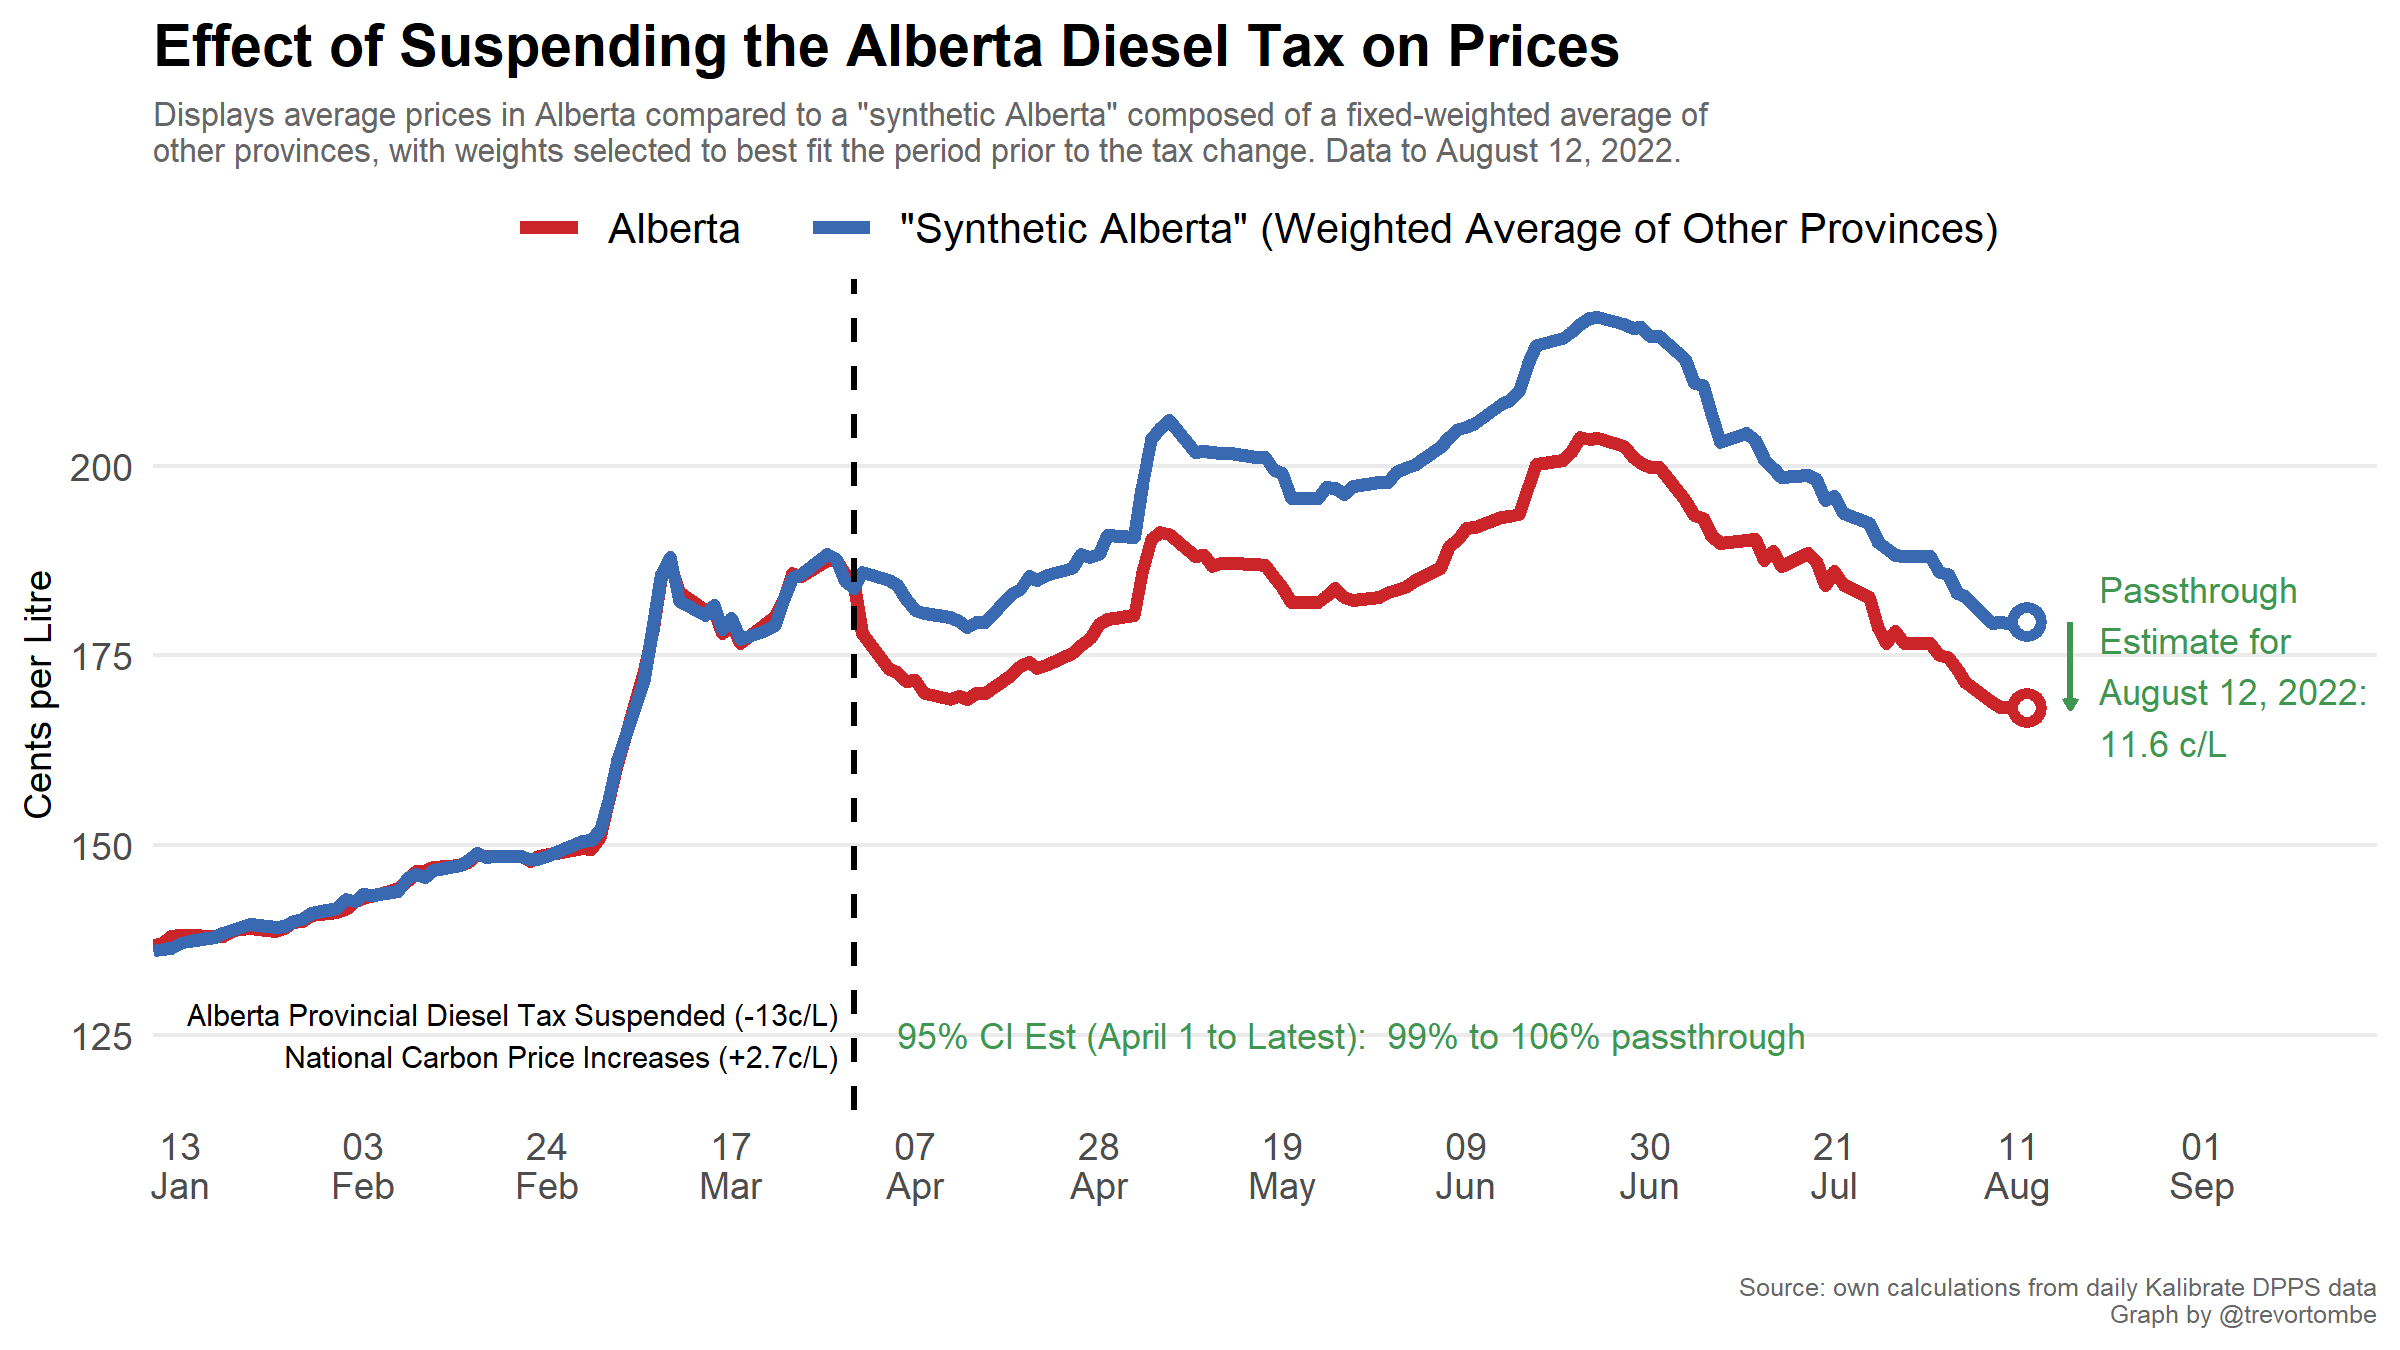 Effect of Suspending the Alberta Diesel Tax on Prices
Displays average prices in Alberta compared to a "synthetic Alberta" composed of a fixed-weighted average of
other provinces, with weights selected to best fit the period prior to the tax change. Data to August 12, 2022.
Alberta
"Synthetic Alberta" (Weighted Average of Other Provinces)
Cents per Litre
200
175
150
125
Passthrough
Estimate for
August 12, 2022:
11.6 c/L
Alberta Provincial Diesel Tax Suspended (-13c/L)
National Carbon Price Increases (+2.7c/L)
95% CI Est (April 1 to Latest):  99% to 106% passthrough
13 Jan
03 Feb
24 Feb
17 Mar
07 Apr
28 Apr
19 May
09 Jun
30 Jun
21 Jul
11 Aug
01 Sep
Source: own calculations from daily Kalibrate DPPS data
Graph by @trevortombe